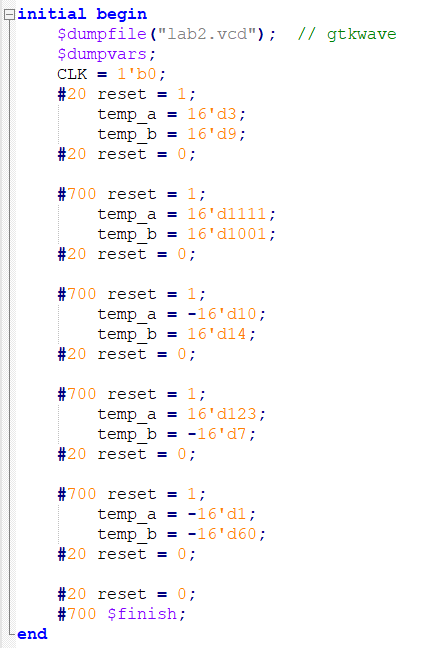 initial begin
    $dumpfile("lab2.vcd");  // gtkwave
    $dumpvars;
    CLK = 1'b0;
    #20 reset = 1;
        temp_a = 16'd3;
        temp_b = 16'd9;
    #20 reset = 0;

    #700 reset = 1;
        temp_a = 16'd1111;
        temp_b = 16'd1001;
    #20 reset = 0;

    #700 reset = 1;
        temp_a = -16'd10;
        temp_b = 16'd14;
    #20 reset = 0;

    #700 reset = 1;
        temp_a = 16'd123;
        temp_b = -16'd7;
    #20 reset = 0;

    #700 reset = 1;
        temp_a = -16'd1;
        temp_b = -16'd60;
    #20 reset = 0;

    #20 reset = 0;
    #700 $finish;
end